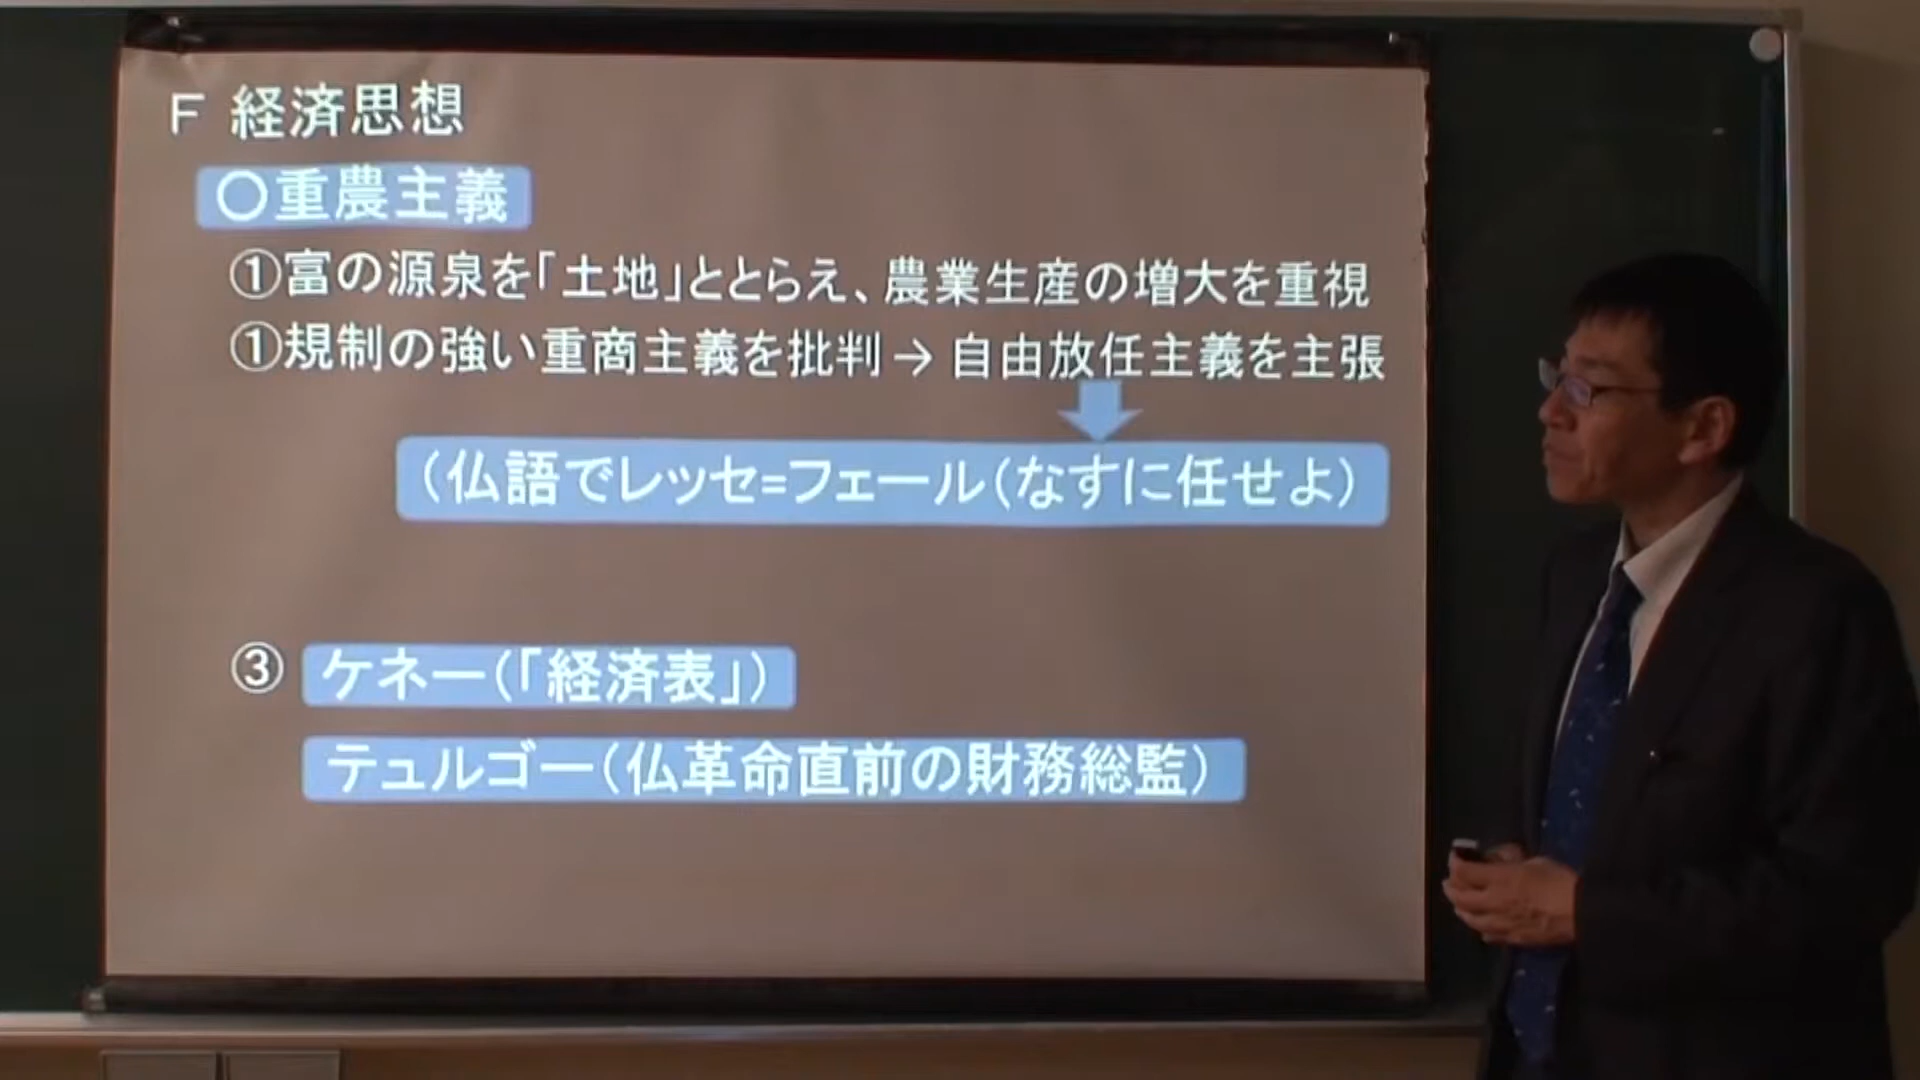 F 経済思想
○重農主義
①富の源泉を「土地」ととらえ、農業生産の増大を重視
①規制の強い重商主義を批判→自由放任主義を主張
（仏語でレッセ=フェール（なすに任せよ）
③ ケネー（「経済表」）
テュルゴー（仏革命直前の財務総監）